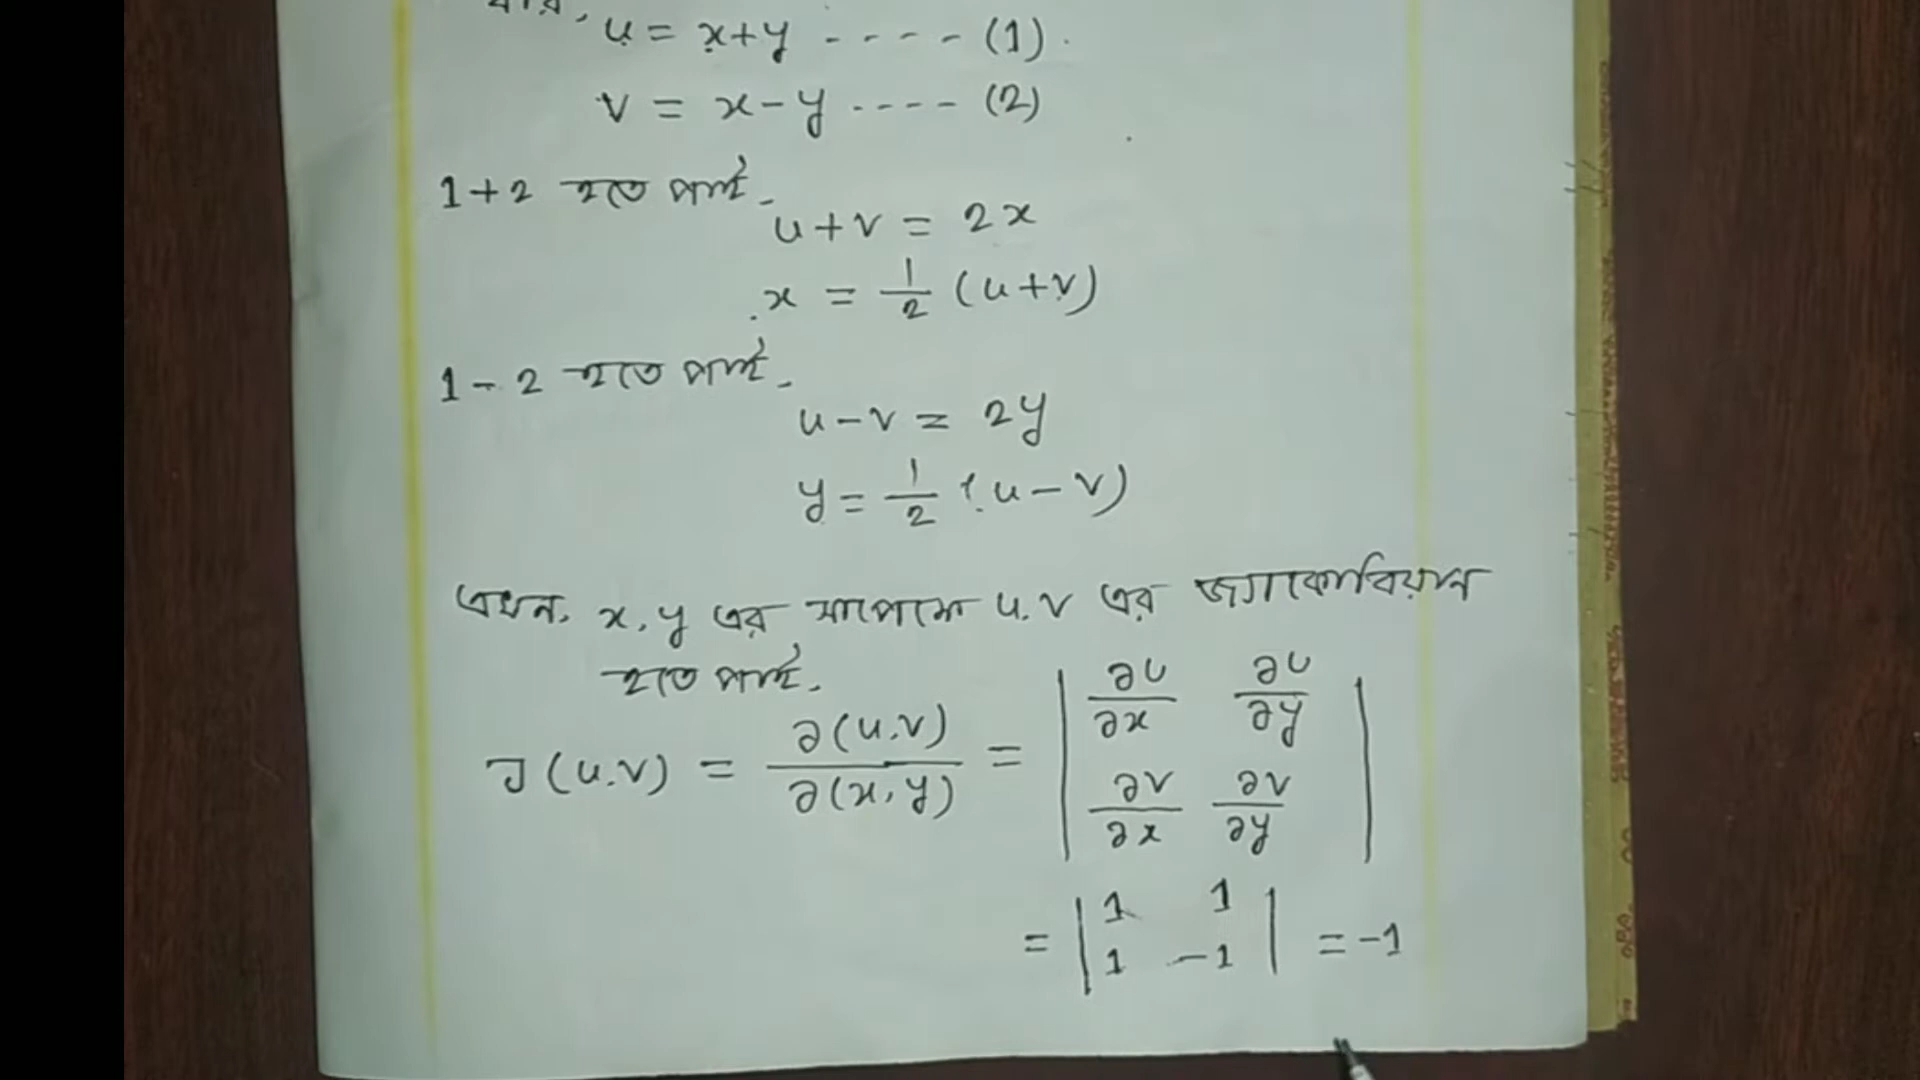 u = x+y ---- (1)
v = x-y ---- (2)
1+2 হতে পাই,
u+v = 2x
x = 1/2 (u+v)
1-2 হতে পাই,
u-v = 2y
y = 1/2 (u-v)
এখন, x, y এর সাপেক্ষে u.v এর জ্যাকোবিয়ান
হতে পাই,
J(u.v) = ∂(u.v)/∂(x,y) = | ∂u/∂x ∂u/∂y |
| ∂v/∂x ∂v/∂y |
= | 1 1 |
| 1 -1 | = -1